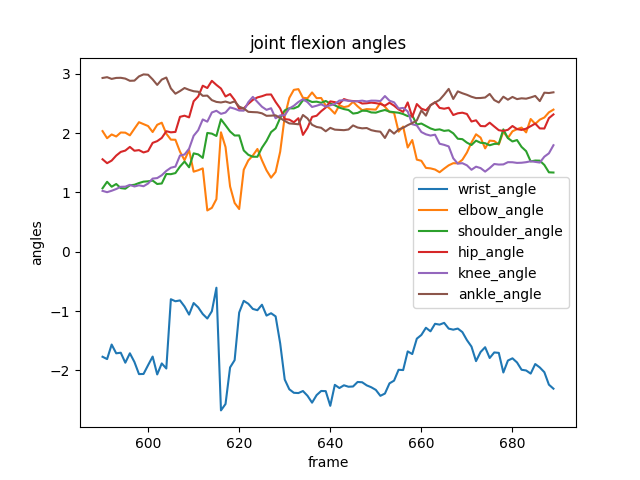 joint flexion angles
3
2
1
0
−1
−2
angles
600
620
640
660
680
frame
wrist_angle
elbow_angle
shoulder_angle
hip_angle
knee_angle
ankle_angle